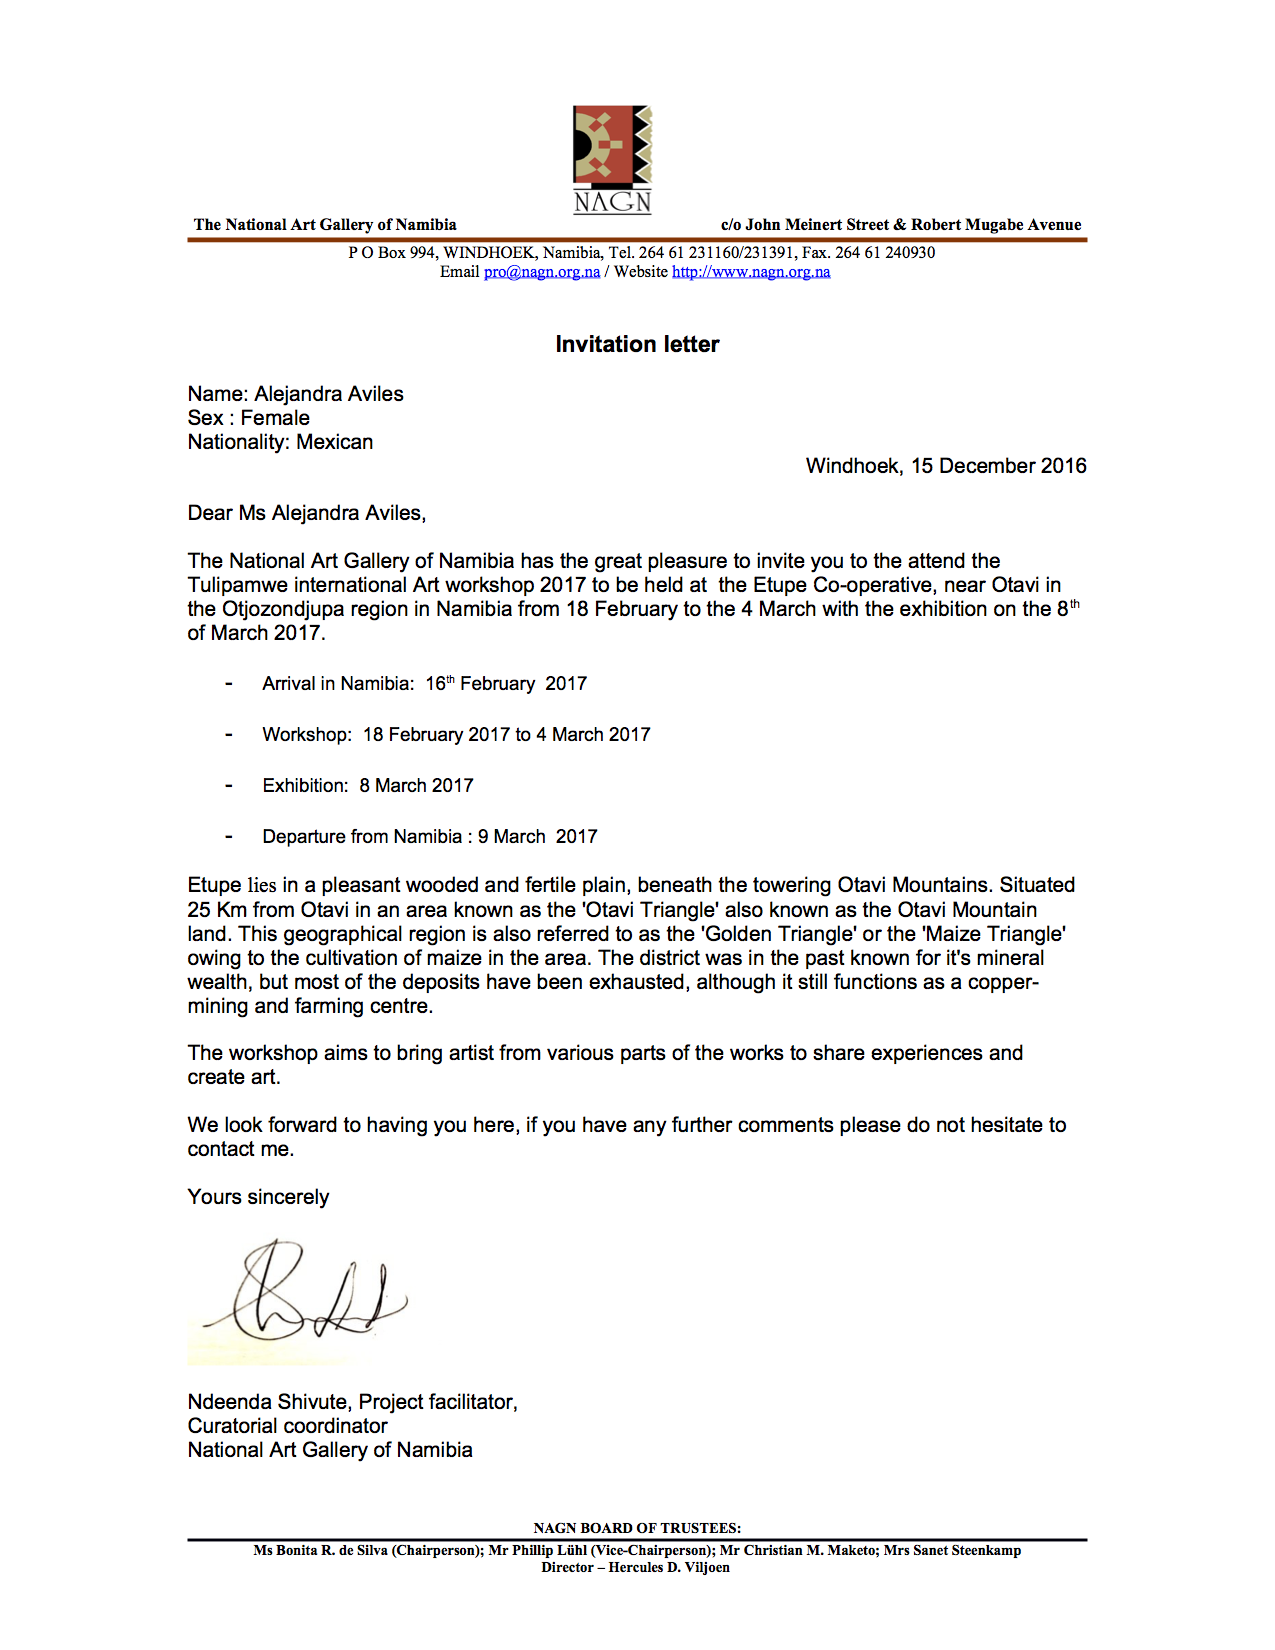 NAGN
The National Art Gallery of Namibia c/o John Meinert Street & Robert Mugabe Avenue
P O Box 994, WINDHOEK, Namibia, Tel. 264 61 231160/231391, Fax. 264 61 240930
Email pro@nagn.org.na / Website http://www.nagn.org.na
Invitation letter
Name: Alejandra Aviles
Sex : Female
Nationality: Mexican
Windhoek, 15 December 2016
Dear Ms Alejandra Aviles,
The National Art Gallery of Namibia has the great pleasure to invite you to the attend the
Tulipamwe international Art workshop 2017 to be held at the Etupe Co-operative, near Otavi in
the Otjozondjupa region in Namibia from 18 February to the 4 March with the exhibition on the 8th
of March 2017.
- Arrival in Namibia: 16th February 2017
- Workshop: 18 February 2017 to 4 March 2017
- Exhibition: 8 March 2017
- Departure from Namibia : 9 March 2017
Etupe lies in a pleasant wooded and fertile plain, beneath the towering Otavi Mountains. Situated
25 Km from Otavi in an area known as the 'Otavi Triangle' also known as the Otavi Mountain
land. This geographical region is also referred to as the 'Golden Triangle' or the 'Maize Triangle'
owing to the cultivation of maize in the area. The district was in the past known for it's mineral
wealth, but most of the deposits have been exhausted, although it still functions as a copper-
mining and farming centre.
The workshop aims to bring artist from various parts of the works to share experiences and
create art.
We look forward to having you here, if you have any further comments please do not hesitate to
contact me.
Yours sincerely
Ndeenda Shivute, Project facilitator,
Curatorial coordinator
National Art Gallery of Namibia
NAGN BOARD OF TRUSTEES:
Ms Bonita R. de Silva (Chairperson); Mr Phillip Lühl (Vice-Chairperson); Mr Christian M. Maketo; Mrs Sanet Steenkamp
Director – Hercules D. Viljoen